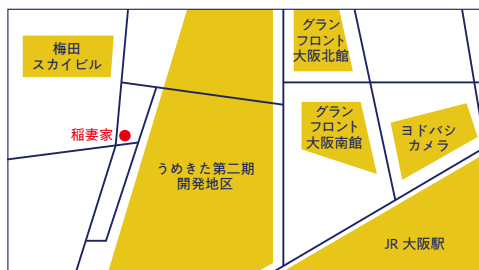 梅田
スカイビル
グラン
フロント
大阪北館
稲妻家
グラン
フロント
大阪南館
ヨドバシ
カメラ
うめきた第二期
開発地区
JR 大阪駅